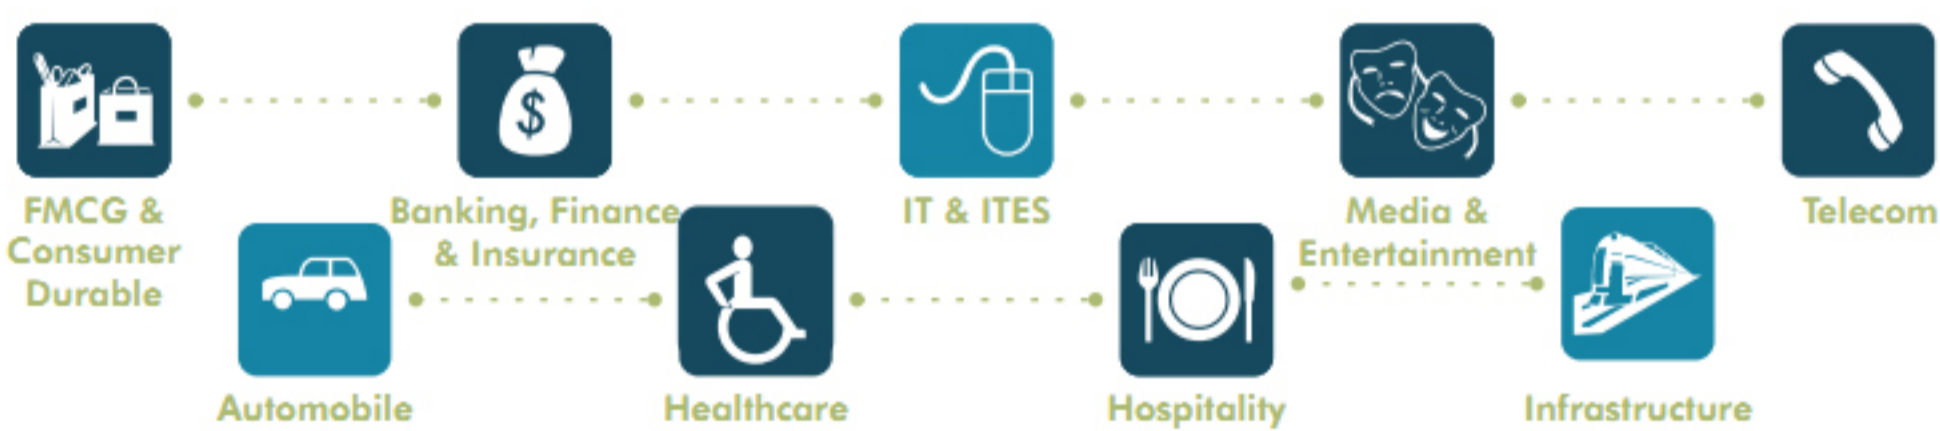 FMCG &
Consumer
Durable
Banking, Finance
& Insurance
$
IT & ITES
Media &
Entertainment
Telecom
Automobile
Healthcare
Hospitality
Infrastructure